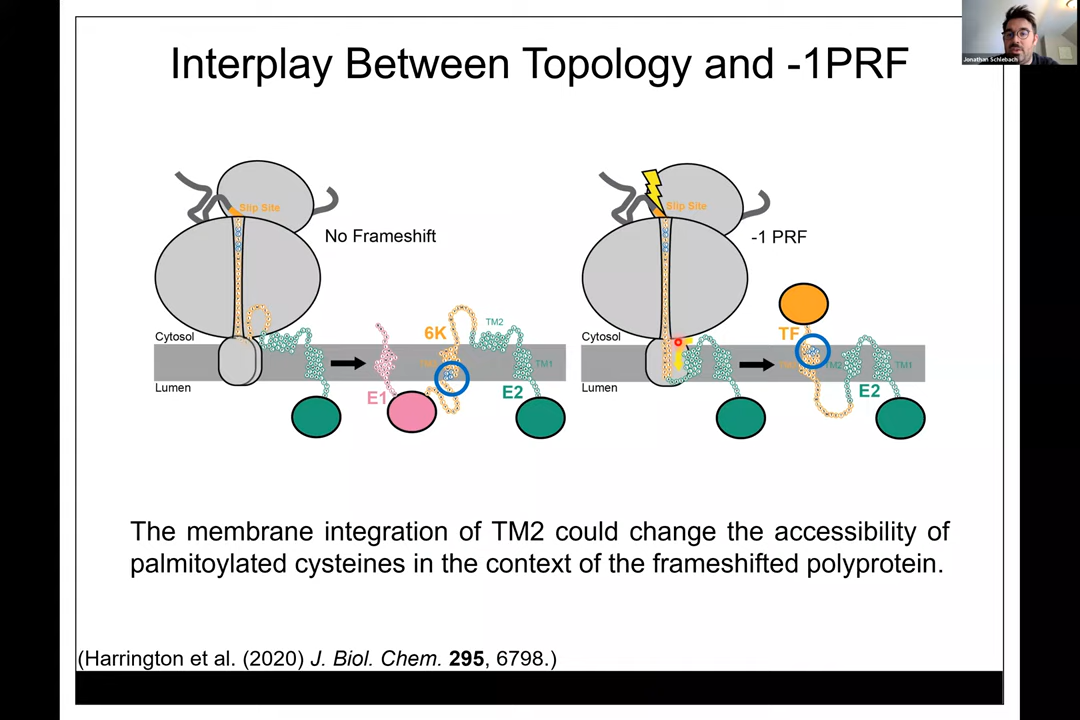 Interplay Between Topology and -1PRF
Jonathan Schlebach
Slip Site
No Frameshift
Cytosol
Lumen
6K
TM2
TM1
E1
E2
Slip Site
-1 PRF
Cytosol
Lumen
TF
TM2
TM1
E2
The membrane integration of TM2 could change the accessibility of
palmitoylated cysteines in the context of the frameshifted polyprotein.
(Harrington et al. (2020) J. Biol. Chem. 295, 6798.)